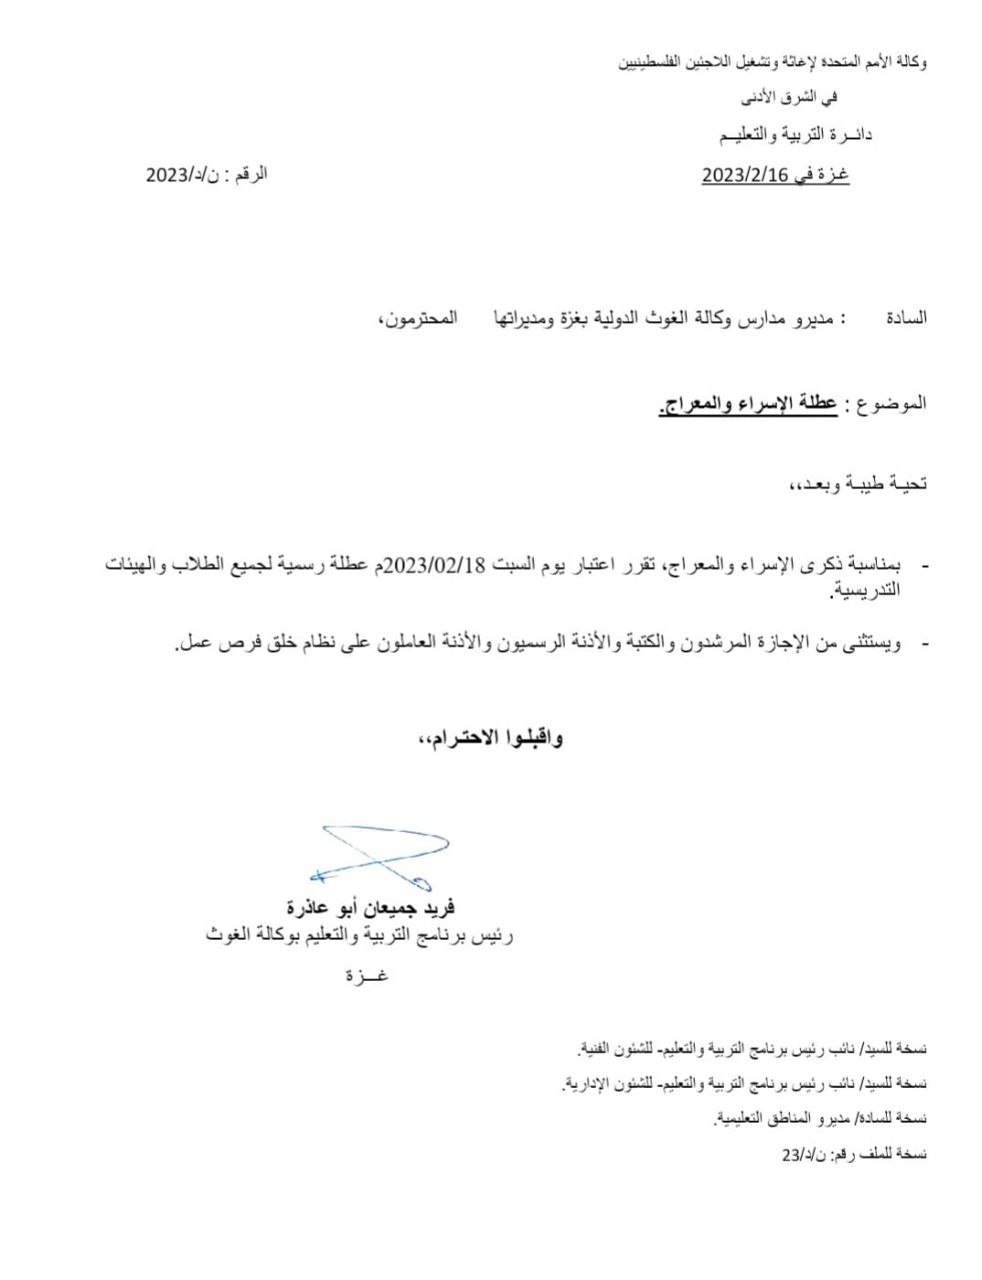 وكالة الأمم المتحدة لإغاثة وتشغيل اللاجئين الفلسطينيين
في الشرق الأدنى
دائـرة التربية والتعليـم
غـزة في 2023/2/16
الرقم : ن/د/2023
السادة : مديرو مدارس وكالة الغوث الدولية بغزة ومديراتها المحترمون،
الموضوع : عطلة الإسراء والمعراج.
تحيـة طيبـة وبعـد،،
- بمناسبة ذكرى الإسراء والمعراج، تقرر اعتبار يوم السبت 2023/02/18م عطلة رسمية لجميع الطلاب والهيئات
التدريسية.
- ويستثنى من الإجازة المرشدون والكتبة والأذنة الرسميون والأذنة العاملون على نظام خلق فرص عمل.
واقبلـوا الاحتـرام،،
فريد جميعان أبو عاذرة
رئيس برنامج التربية والتعليم بوكالة الغوث
غـــزة
نسخة للسيد/ نائب رئيس برنامج التربية والتعليم- للشئون الفنية.
نسخة للسيد/ نائب رئيس برنامج التربية والتعليم- للشئون الإدارية.
نسخة للسادة/ مديرو المناطق التعليمية.
نسخة للملف رقم: ن/د/23